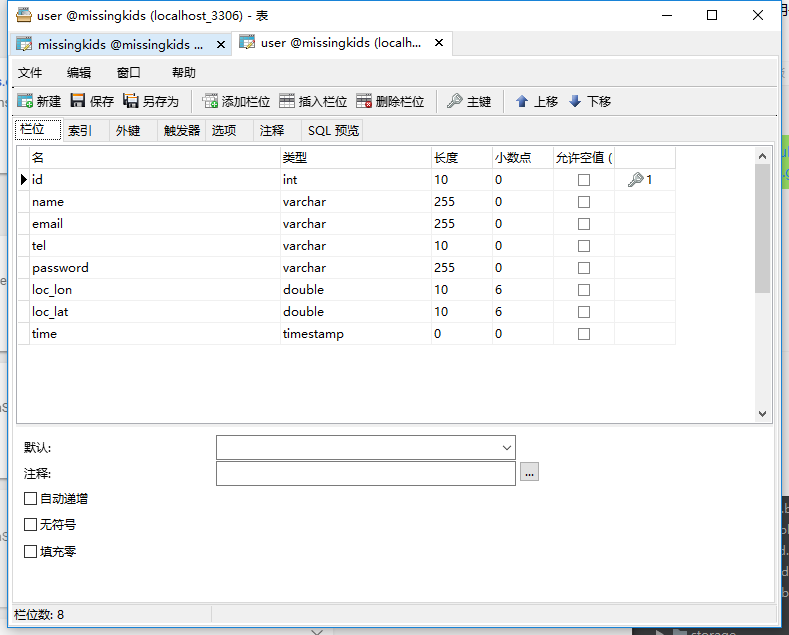 user @missingkids (localhost_3306) - 表
missingkids @missingkids ... user @missingkids (localh...
文件 编辑 窗口 帮助
新建 保存 另存为 添加栏位 插入栏位 删除栏位 主键 上移 下移
栏位 索引 外键 触发器 选项 注释 SQL 预览
名 类型 长度 小数点 允许空值 (
id int 10 0 1
name varchar 255 0
email varchar 255 0
tel varchar 10 0
password varchar 255 0
loc_lon double 10 6
loc_lat double 10 6
time timestamp 0 0
默认:
注释:
...
自动递增
无符号
填充零
栏位数: 8
storage